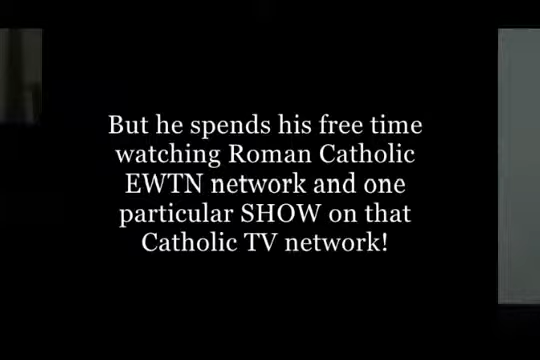 But he spends his free time
watching Roman Catholic
EWTN network and one
particular SHOW on that
Catholic TV network!